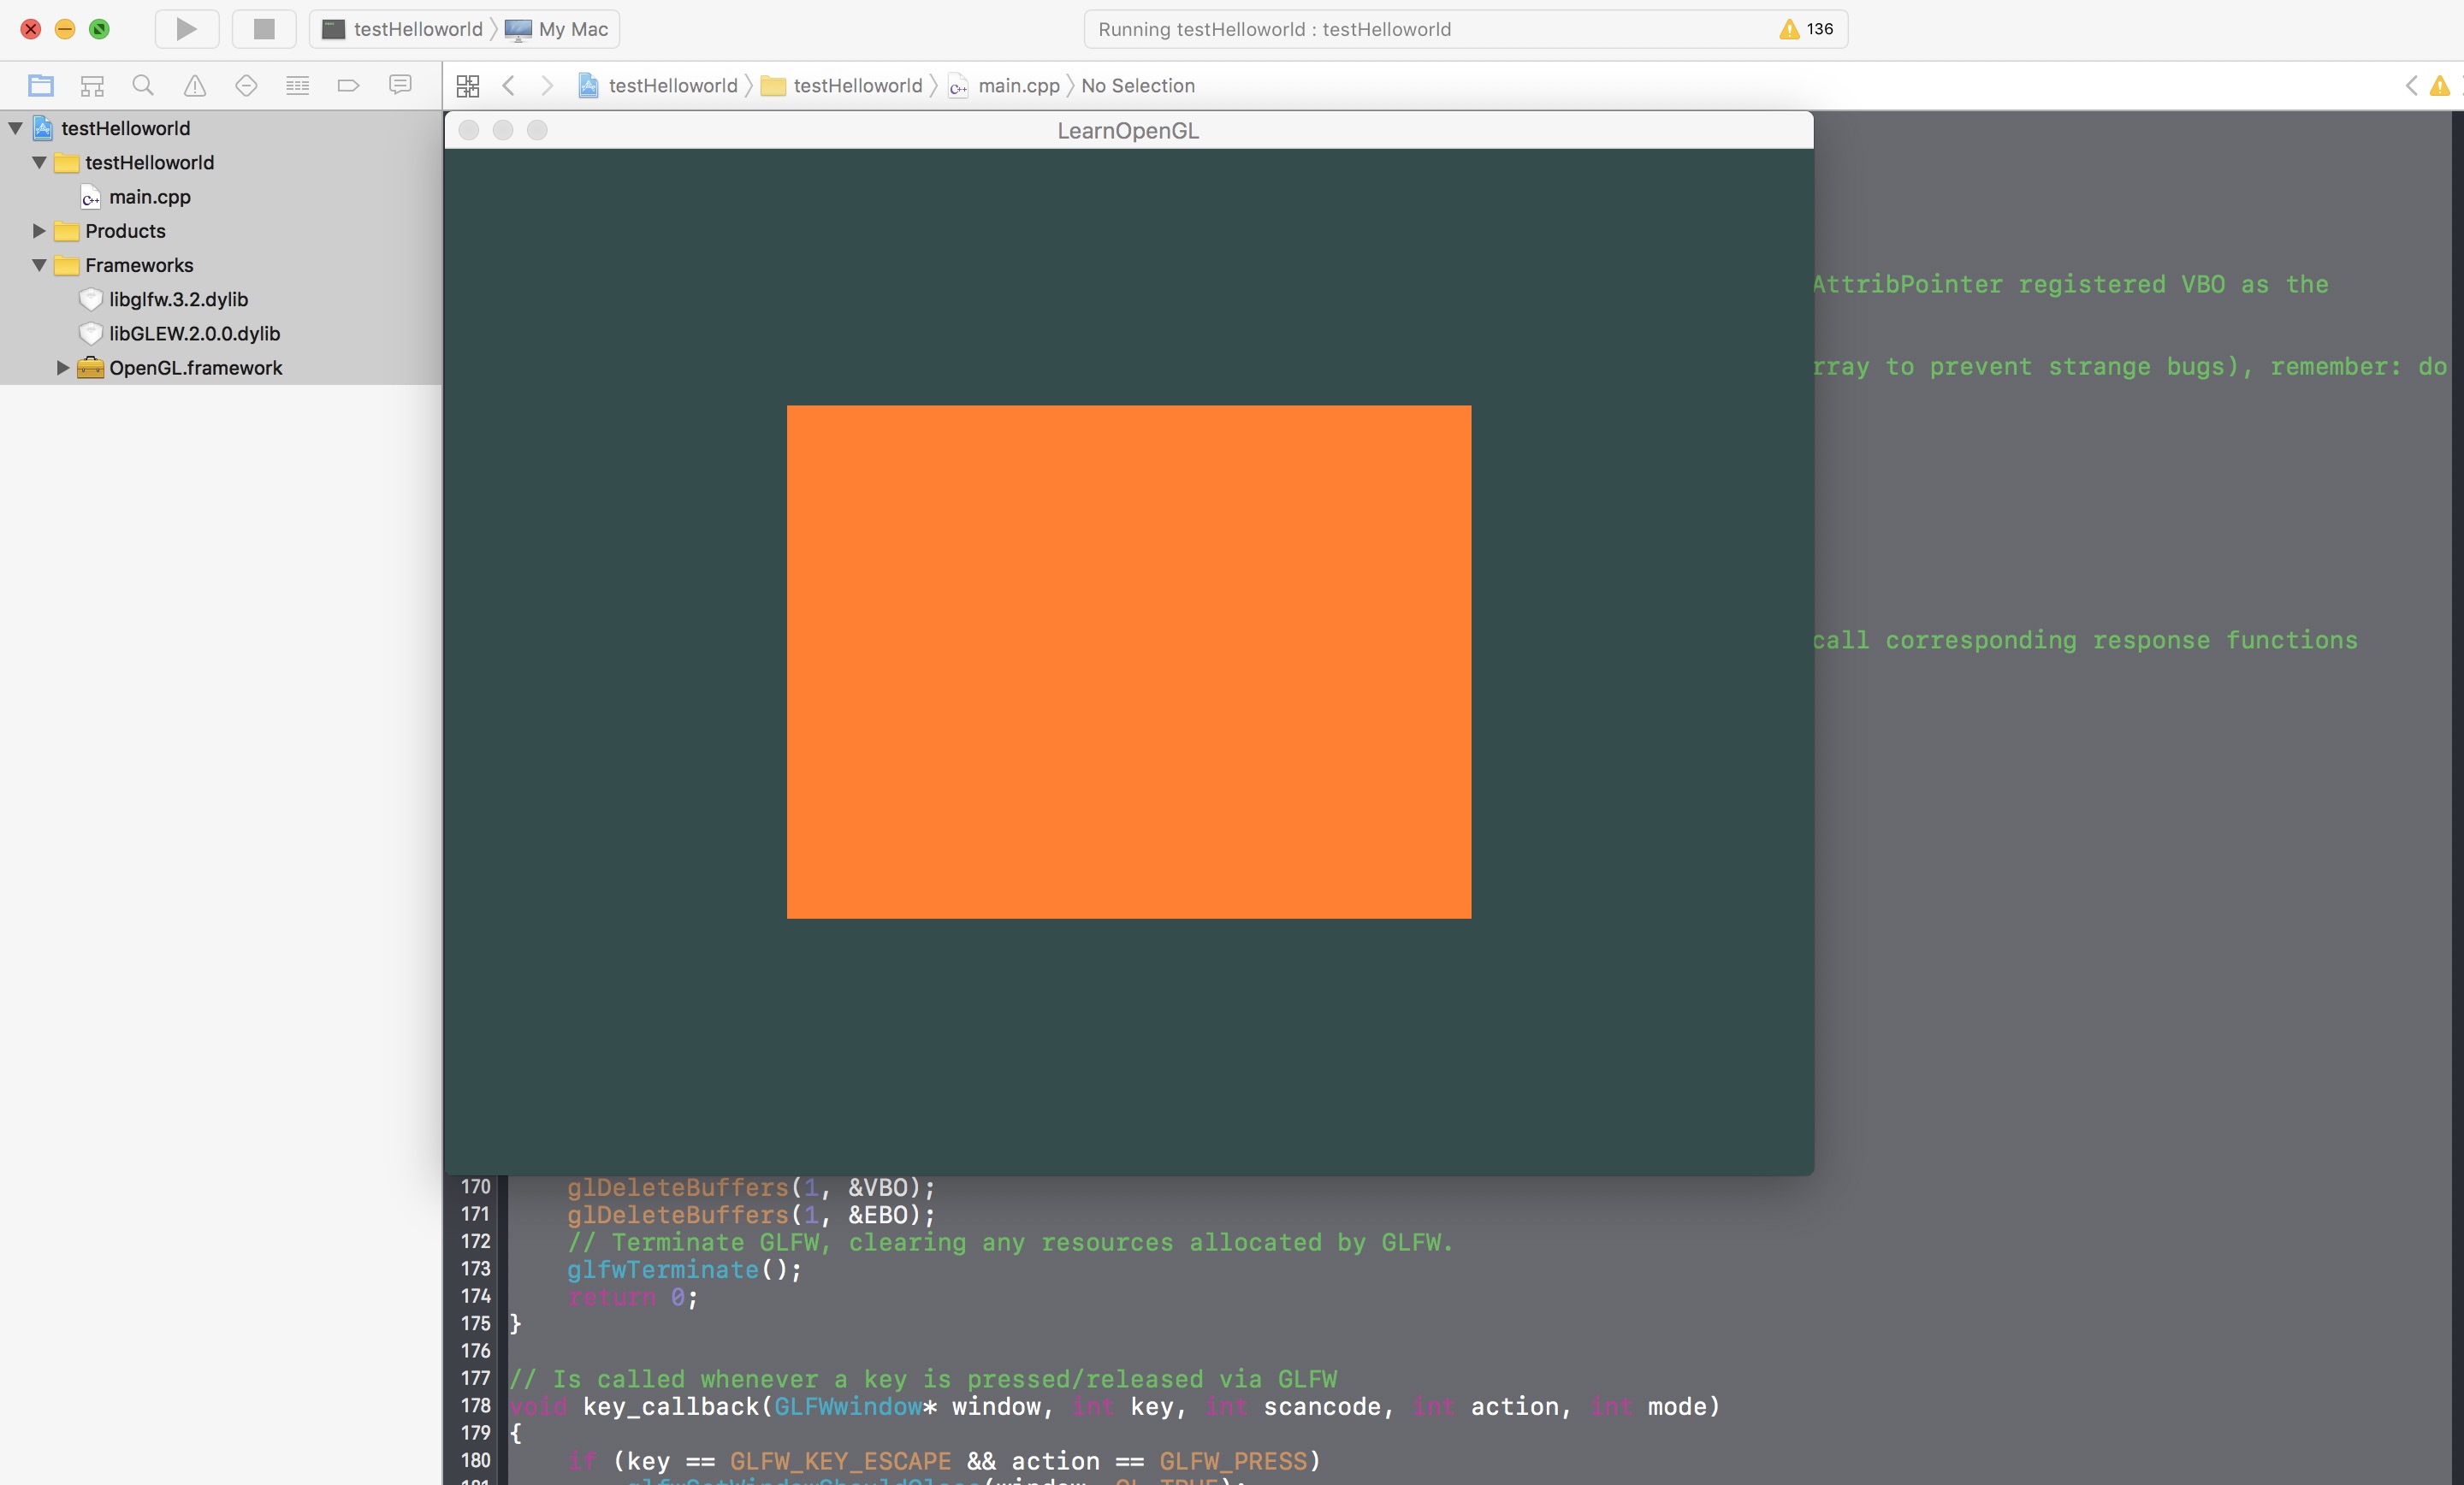 testHelloworld My Mac
Running testHelloworld : testHelloworld
136
testHelloworld testHelloworld main.cpp No Selection
testHelloworld
testHelloworld
main.cpp
Products
Frameworks
libglfw.3.2.dylib
libGLEW.2.0.0.dylib
OpenGL.framework
LearnOpenGL
AttribPointer registered VBO as the
rray to prevent strange bugs), remember: do
call corresponding response functions
170 glDeleteBuffers(1, &VBO);
171 glDeleteBuffers(1, &EBO);
172 // Terminate GLFW, clearing any resources allocated by GLFW.
173 glfwTerminate();
174 return 0;
175 }
176
177 // Is called whenever a key is pressed/released via GLFW
178 void key_callback(GLFWwindow* window, int key, int scancode, int action, int mode)
179 {
180 if (key == GLFW_KEY_ESCAPE && action == GLFW_PRESS)